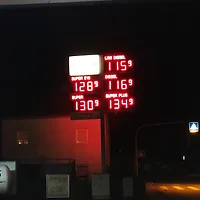 LKW DIESEL
115⁹
SUPER E10 DIESEL
128⁹ 116⁹
SUPER SUPER PLUS
130⁹ 134⁹